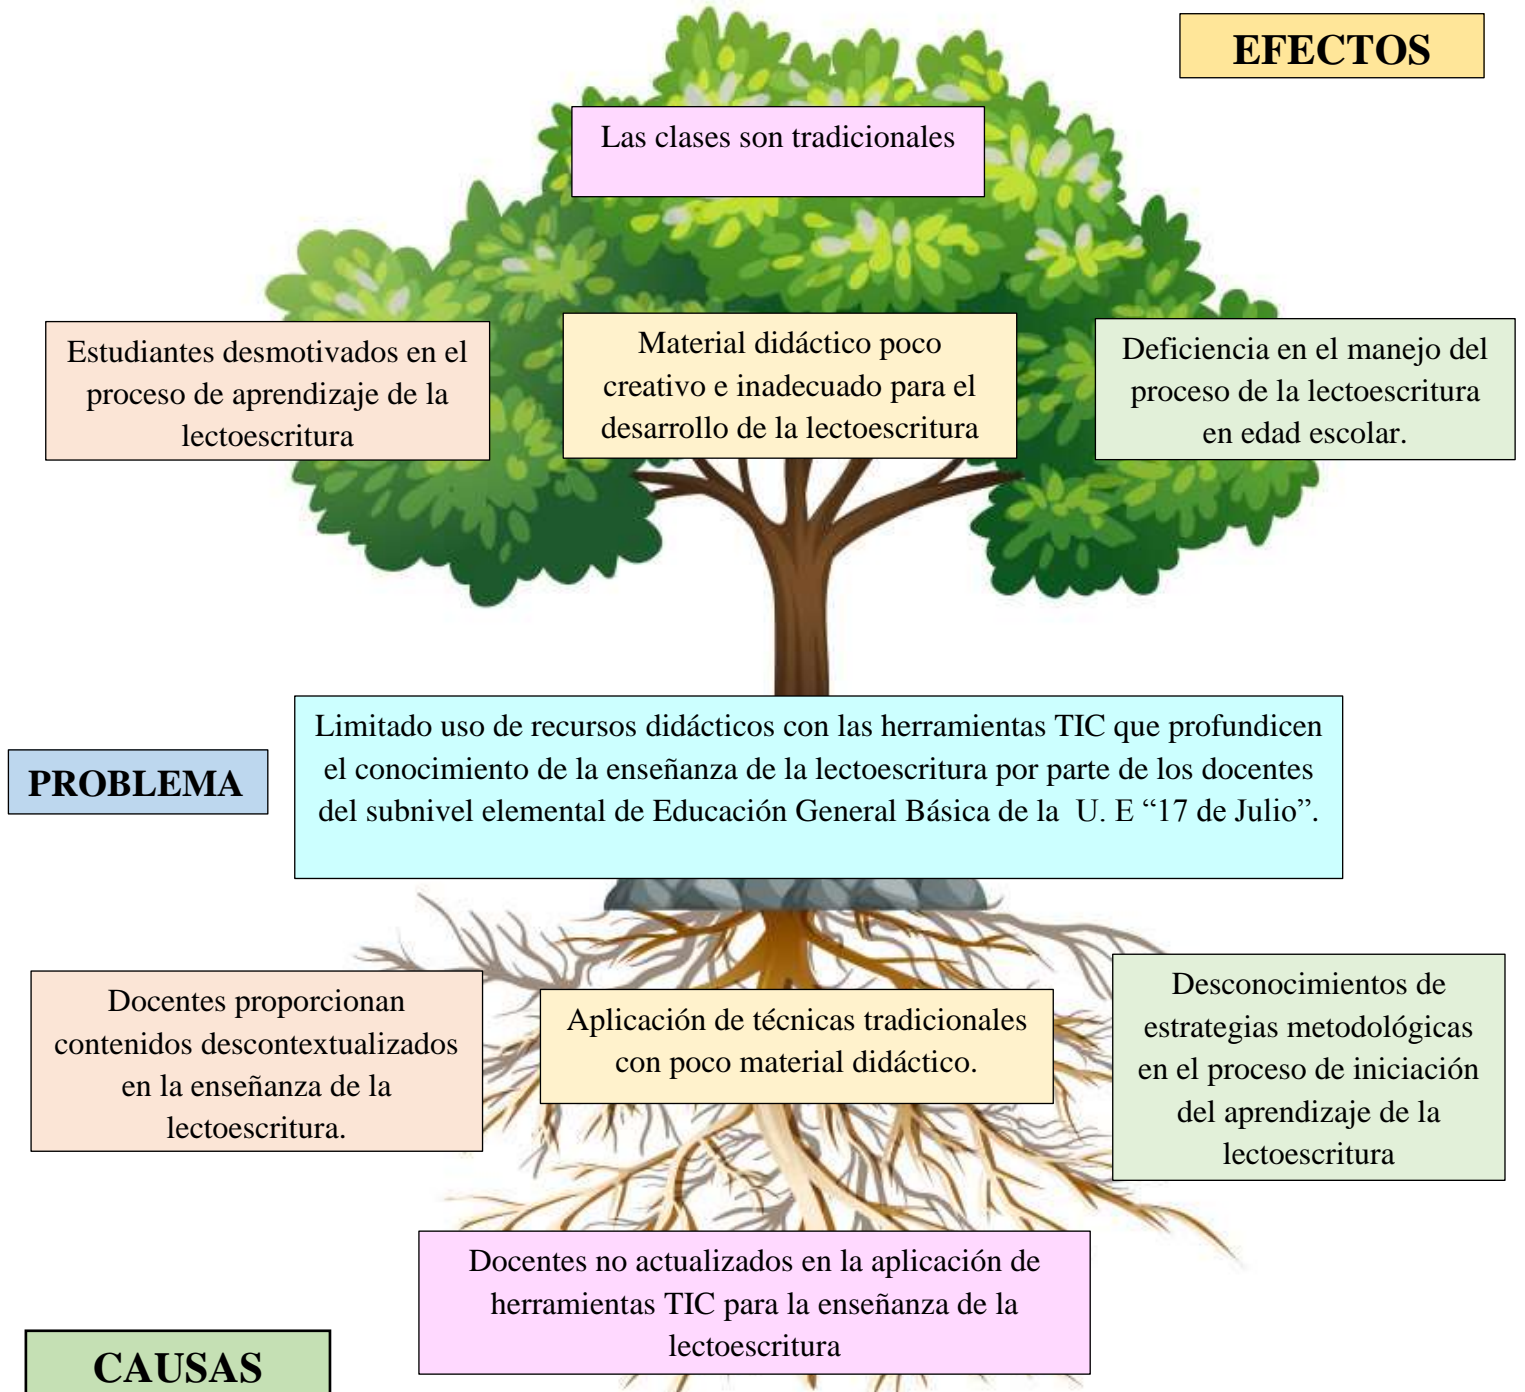 EFECTOS
Las clases son tradicionales
Estudiantes desmotivados en el
proceso de aprendizaje de la
lectoescritura
Material didáctico poco
creativo e inadecuado para el
desarrollo de la lectoescritura
Deficiencia en el manejo del
proceso de la lectoescritura
en edad escolar.
PROBLEMA
Limitado uso de recursos didácticos con las herramientas TIC que profundicen
el conocimiento de la enseñanza de la lectoescritura por parte de los docentes
del subnivel elemental de Educación General Básica de la U. E “17 de Julio”.
Docentes proporcionan
contenidos descontextualizados
en la enseñanza de la
lectoescritura.
Aplicación de técnicas tradicionales
con poco material didáctico.
Desconocimientos de
estrategias metodológicas
en el proceso de iniciación
del aprendizaje de la
lectoescritura
Docentes no actualizados en la aplicación de
herramientas TIC para la enseñanza de la
lectoescritura
CAUSAS